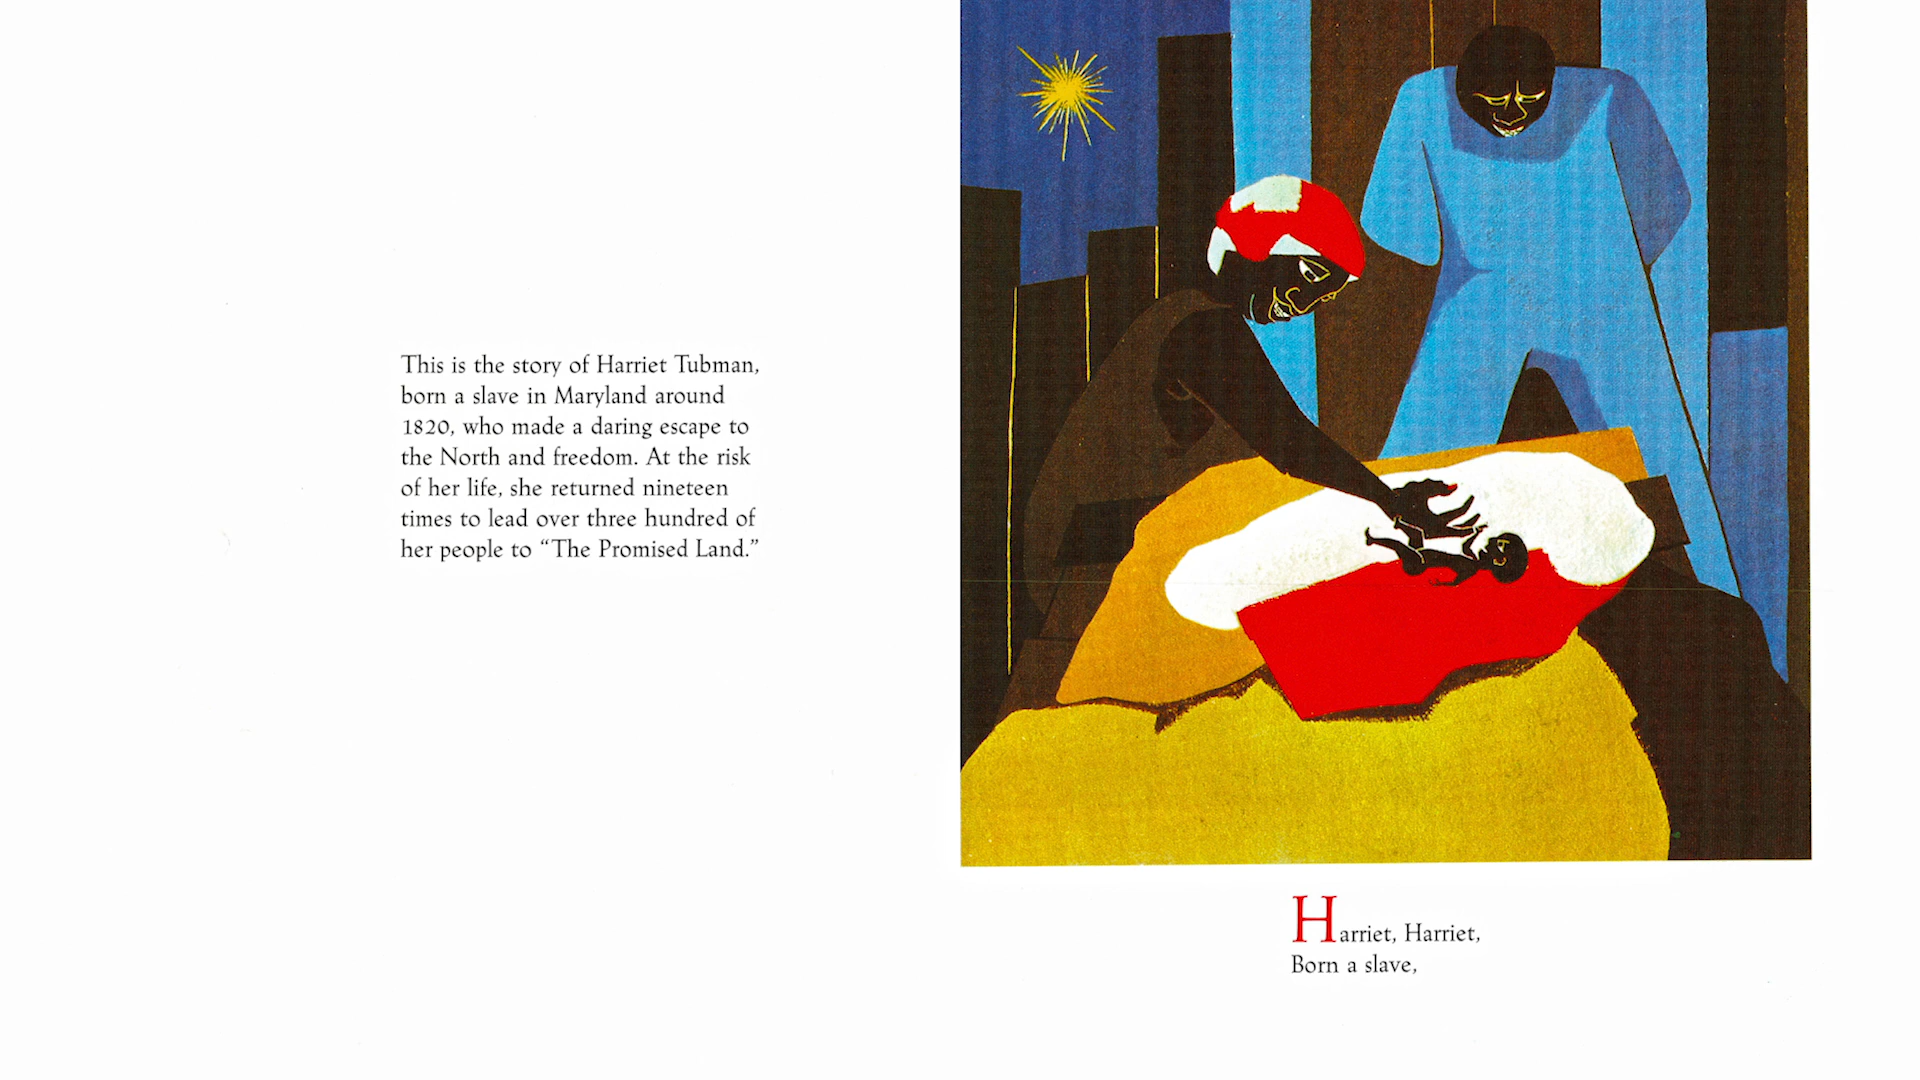 This is the story of Harriet Tubman,
born a slave in Maryland around
1820, who made a daring escape to
the North and freedom. At the risk
of her life, she returned nineteen
times to lead over three hundred of
her people to “The Promised Land.”
Harriet, Harriet,
Born a slave,